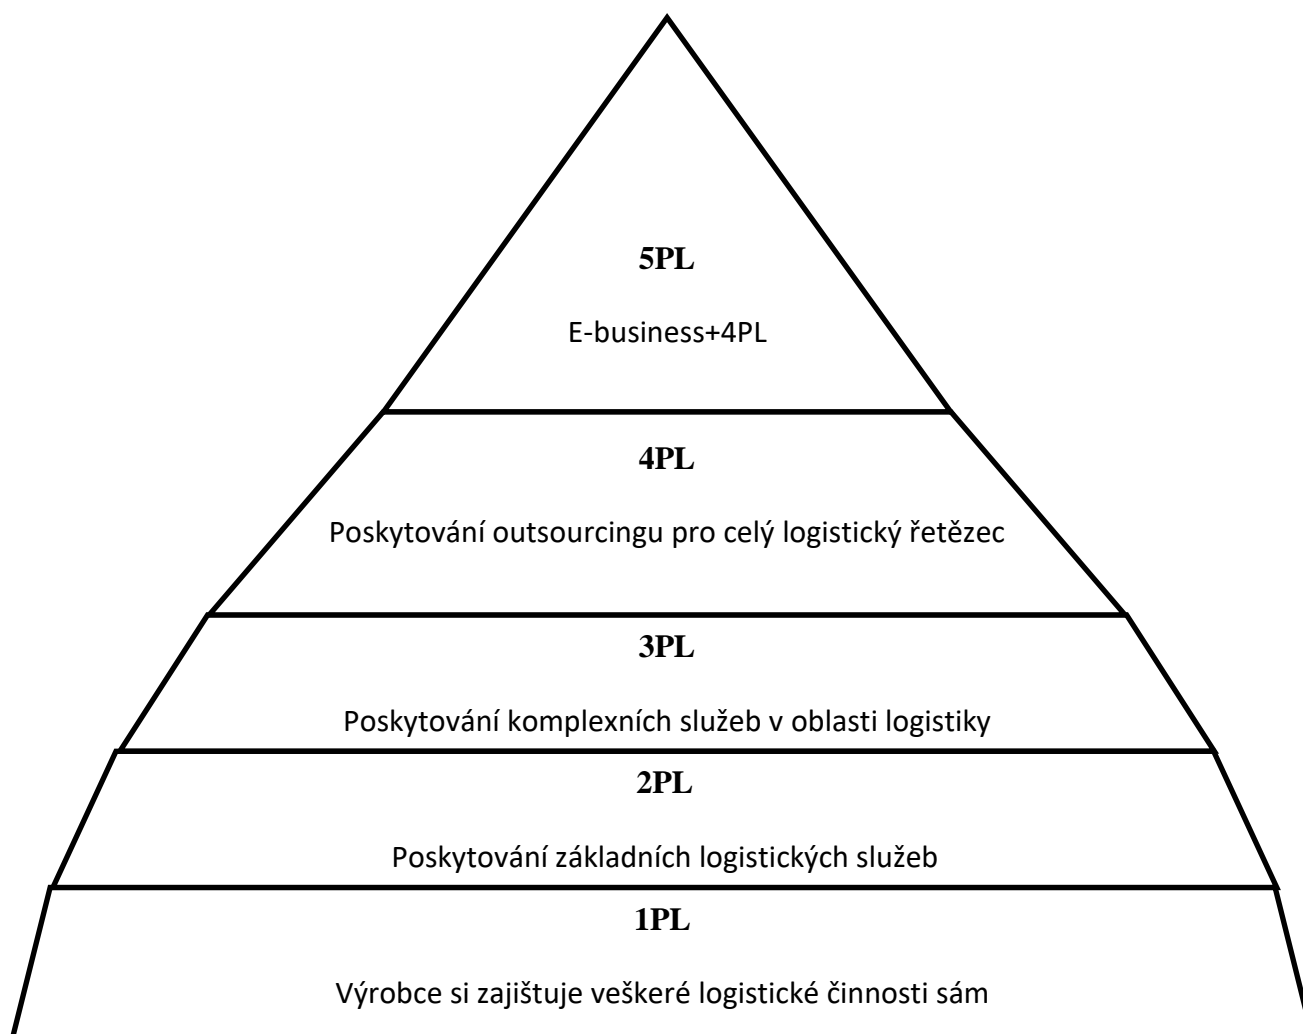 5PL
E-business+4PL
4PL
Poskytování outsourcingu pro celý logistický řetězec
3PL
Poskytování komplexních služeb v oblasti logistiky
2PL
Poskytování základních logistických služeb
1PL
Výrobce si zajištuje veškeré logistické činnosti sám